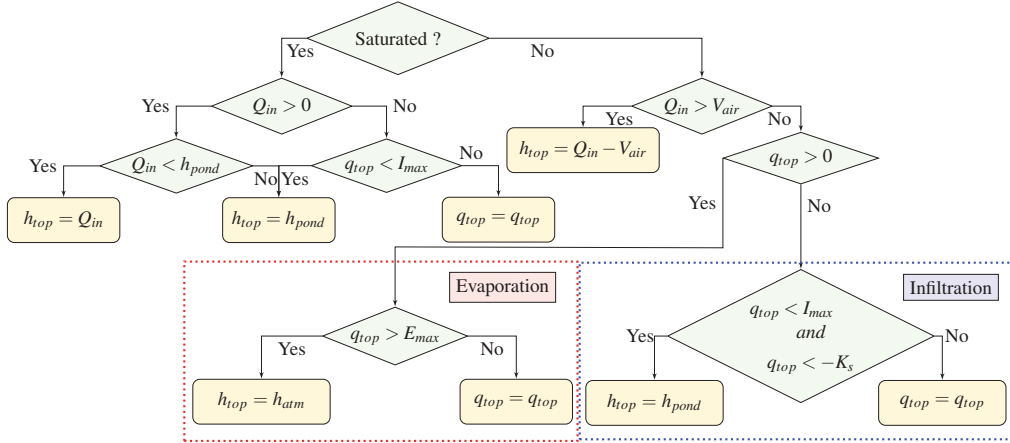 Saturated ?
Yes
No
Q_in > 0
Q_in > V_air
Yes
No
Yes
No
Q_in < h_pond
q_top < I_max
h_top = Q_in − V_air
q_top > 0
Yes
No
Yes
No
h_top = Q_in
h_top = h_pond
q_top = q_top
Yes
No
Evaporation
Infiltration
q_top > E_max
q_top < I_max
and
q_top < −K_s
Yes
No
Yes
No
h_top = h_atm
q_top = q_top
h_top = h_pond
q_top = q_top